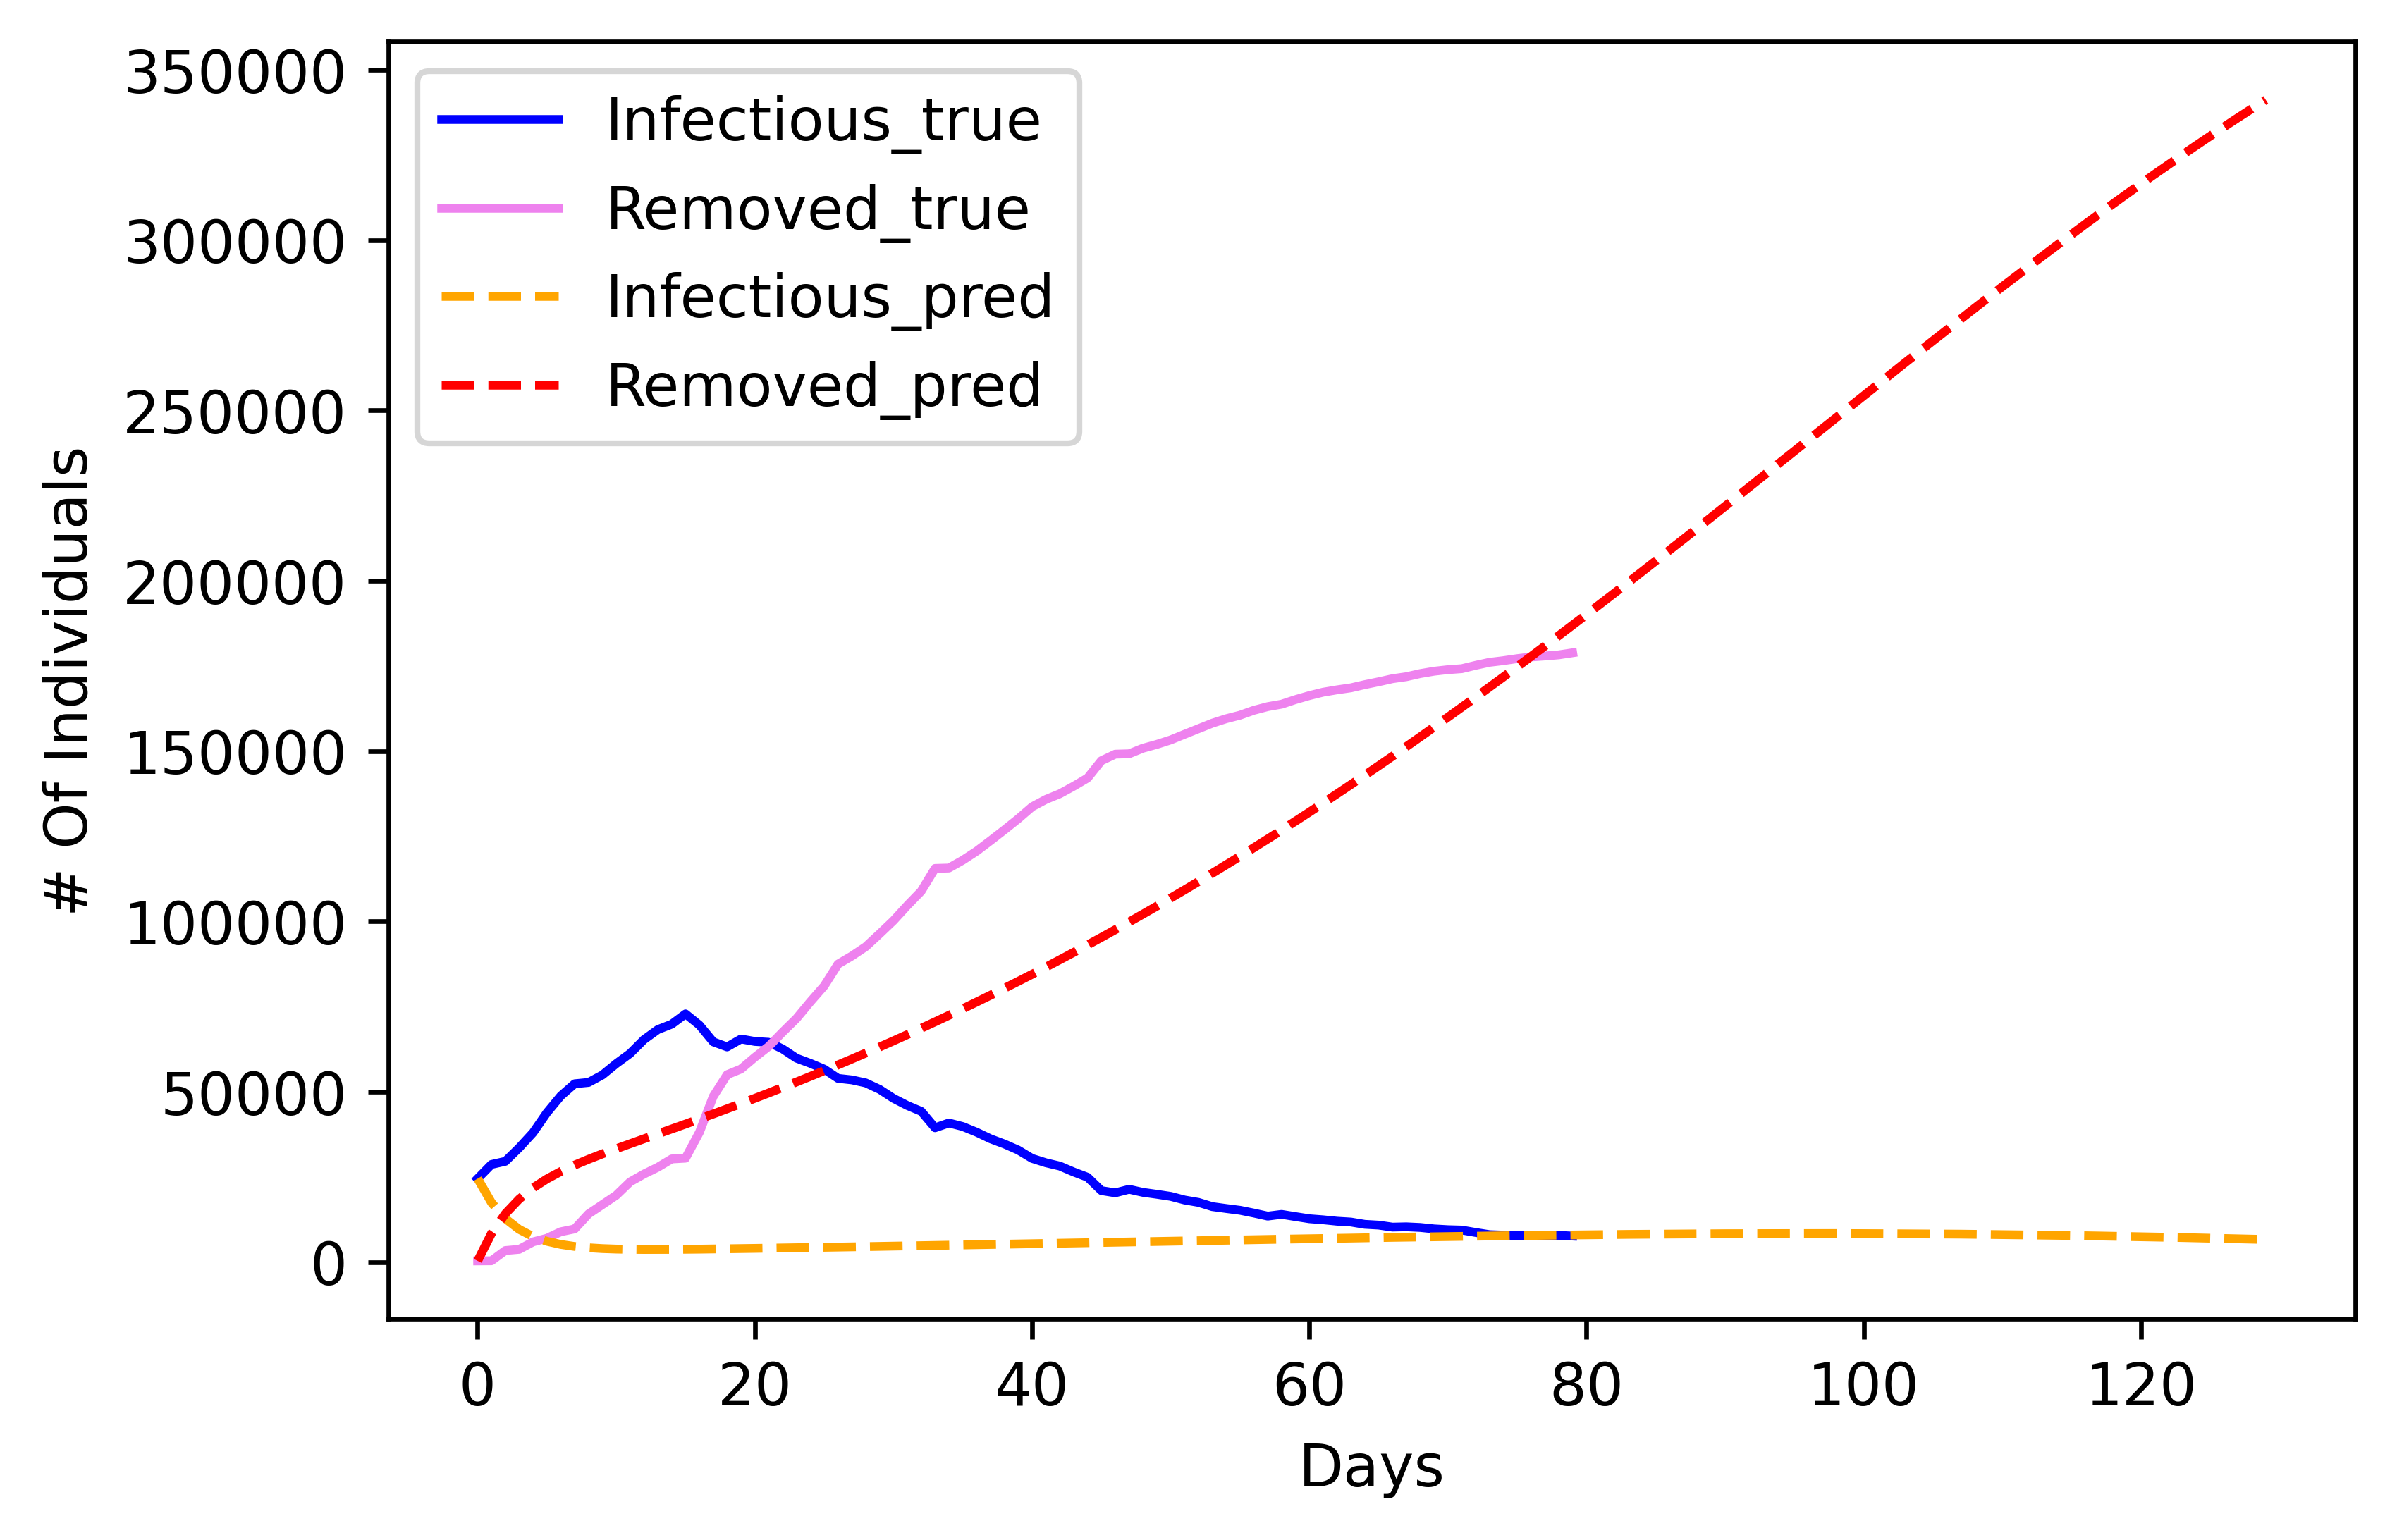 350000
300000
250000
200000
150000
100000
50000
0
# Of Individuals
Infectious_true
Removed_true
Infectious_pred
Removed_pred
0 20 40 60 80 100 120
Days